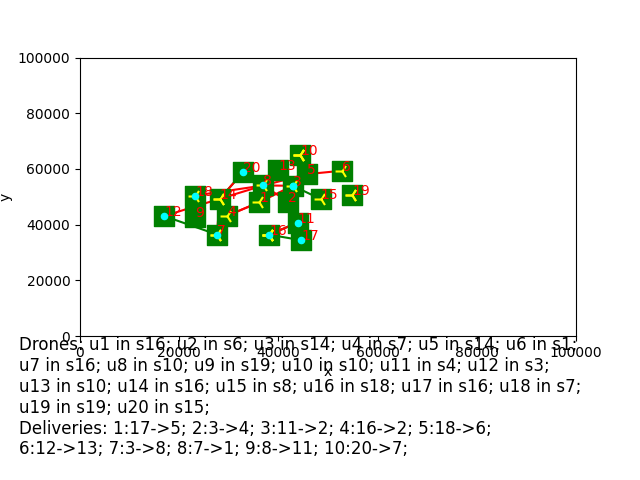 100000
80000
60000
40000
20000
0
y
0 20000 40000 60000 80000 100000
x
Drones: u1 in s16; u2 in s6; u3 in s14; u4 in s7; u5 in s14; u6 in s1;
u7 in s16; u8 in s10; u9 in s19; u10 in s10; u11 in s4; u12 in s3;
u13 in s10; u14 in s16; u15 in s8; u16 in s18; u17 in s16; u18 in s7;
u19 in s19; u20 in s15;
Deliveries: 1:17->5; 2:3->4; 3:11->2; 4:16->2; 5:18->6;
6:12->13; 7:3->8; 8:7->1; 9:8->11; 10:20->7;